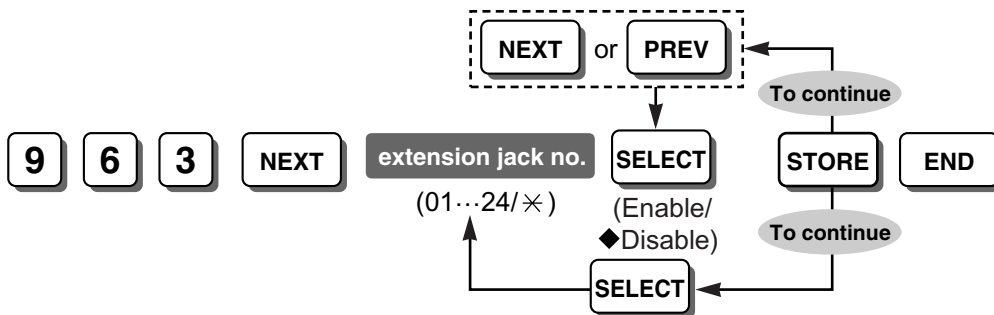 NEXT or PREV
To continue
9 6 3 NEXT extension jack no. SELECT STORE END
(01···24/✳)
(Enable/
◆Disable)
To continue
SELECT